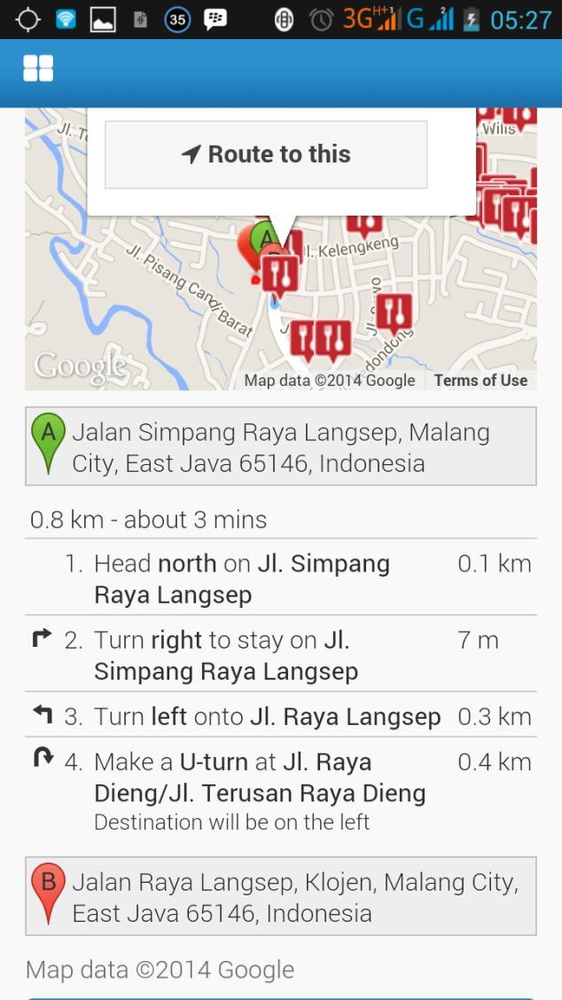 35
3G H+ 1 G 2 05:27
Jl. T
Route to this
Wilis
A
Jl. Kelengkeng
Jl. Pisang Candi Barat
Google
Map data ©2014 Google Terms of Use
A Jalan Simpang Raya Langsep, Malang
City, East Java 65146, Indonesia
0.8 km - about 3 mins
1. Head north on Jl. Simpang 0.1 km
Raya Langsep
2. Turn right to stay on Jl. 7 m
Simpang Raya Langsep
3. Turn left onto Jl. Raya Langsep 0.3 km
4. Make a U-turn at Jl. Raya 0.4 km
Dieng/Jl. Terusan Raya Dieng
Destination will be on the left
B Jalan Raya Langsep, Klojen, Malang City,
East Java 65146, Indonesia
Map data ©2014 Google